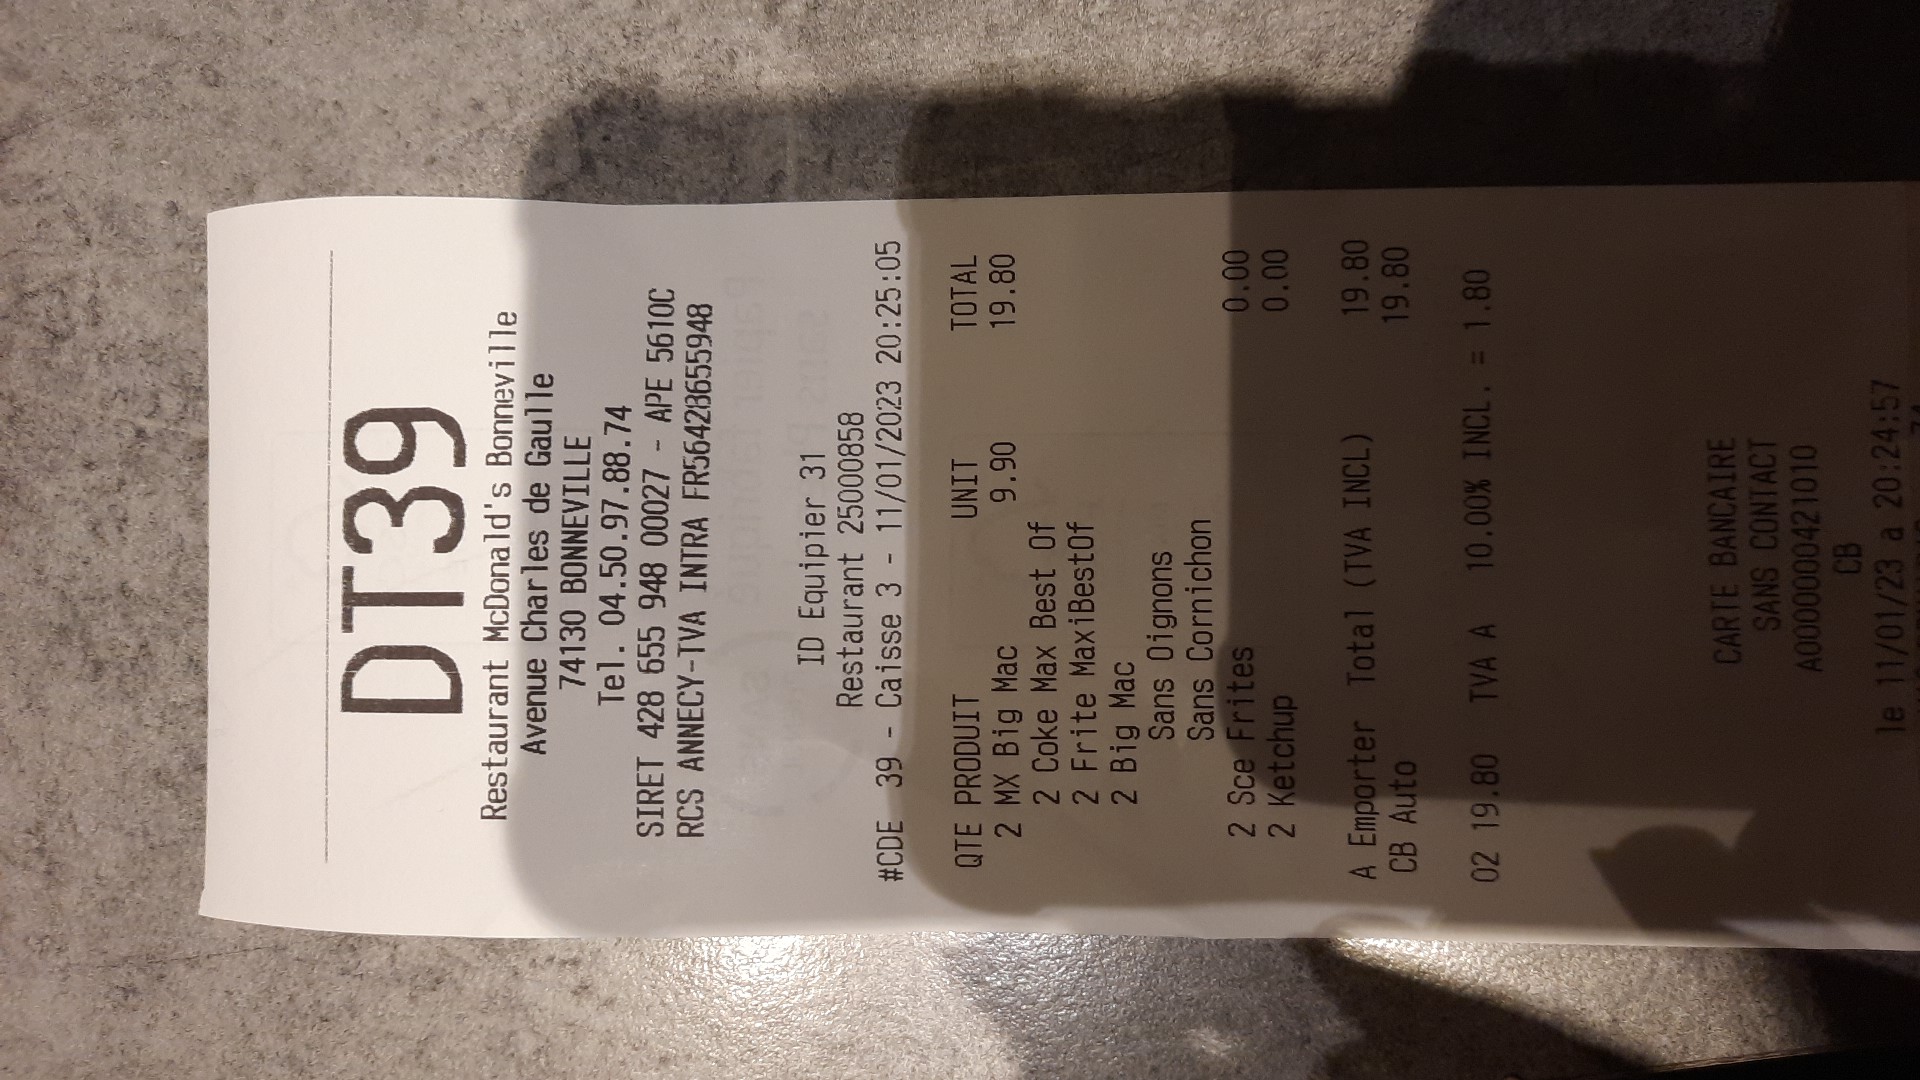 DT39
Restaurant McDonald's Bonneville
Avenue Charles de Gaulle
74130 BONNEVILLE
Tel. 04.50.97.88.74
SIRET 428 655 948 00027 - APE 5610C
RCS ANNECY-TVA INTRA FR56428655948
ID Equipier 31
Restaurant 25000858
#CDE 39 - Caisse 3 - 11/01/2023 20:25:05
QTE PRODUIT UNIT TOTAL
2 MX Big Mac 9.90 19.80
2 Coke Max Best Of
2 Frite MaxiBestOf
2 Big Mac
Sans Oignons
Sans Cornichon
2 Sce Frites 0.00
2 Ketchup 0.00
A Emporter Total (TVA INCL) 19.80
CB Auto 19.80
02 19.80 TVA A 10.00% INCL. = 1.80
CARTE BANCAIRE
SANS CONTACT
A0000000421010
CB
le 11/01/23 a 20:24:57